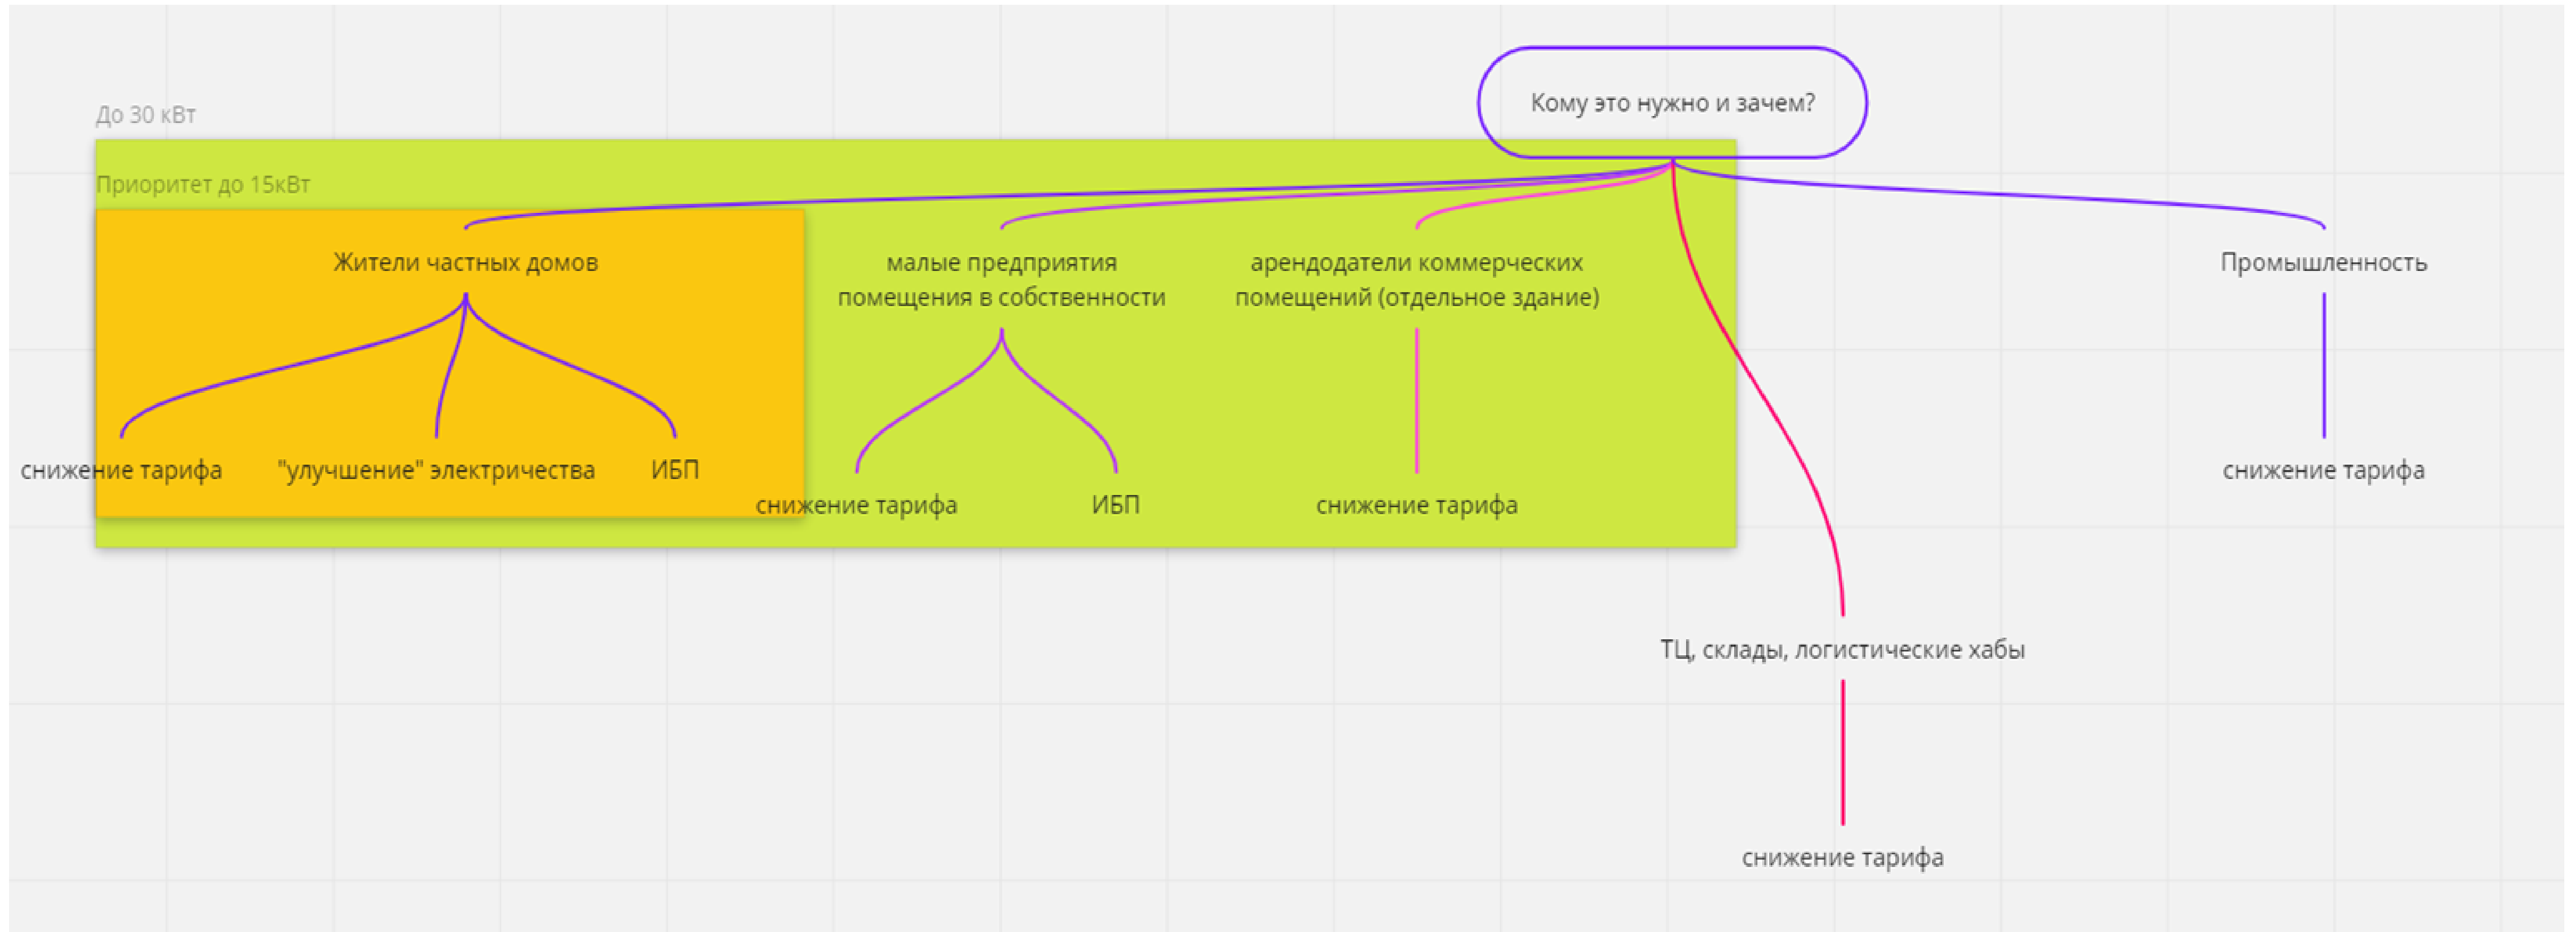 Кому это нужно и зачем?
До 30 кВт
Приоритет до 15кВт
Жители частных домов
снижение тарифа
"улучшение" электричества
ИБП
малые предприятия
помещения в собственности
снижение тарифа
ИБП
арендодатели коммерческих
помещений (отдельное здание)
снижение тарифа
ТЦ, склады, логистические хабы
снижение тарифа
Промышленность
снижение тарифа